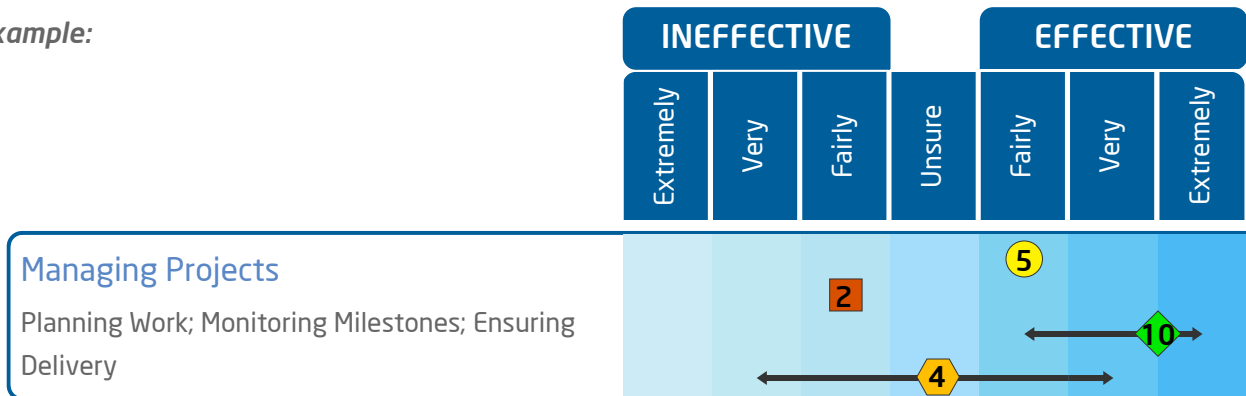 xample:
INEFFECTIVE EFFECTIVE
Extremely Very Fairly Unsure Fairly Very Extremely
Managing Projects
Planning Work; Monitoring Milestones; Ensuring
Delivery
5
2
10
4